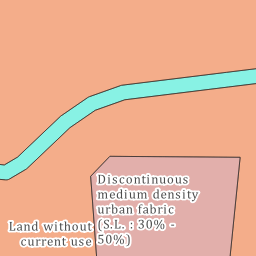 Discontinuous
medium density
urban fabric
(S.L. : 30% -
50%)
Land without
current use